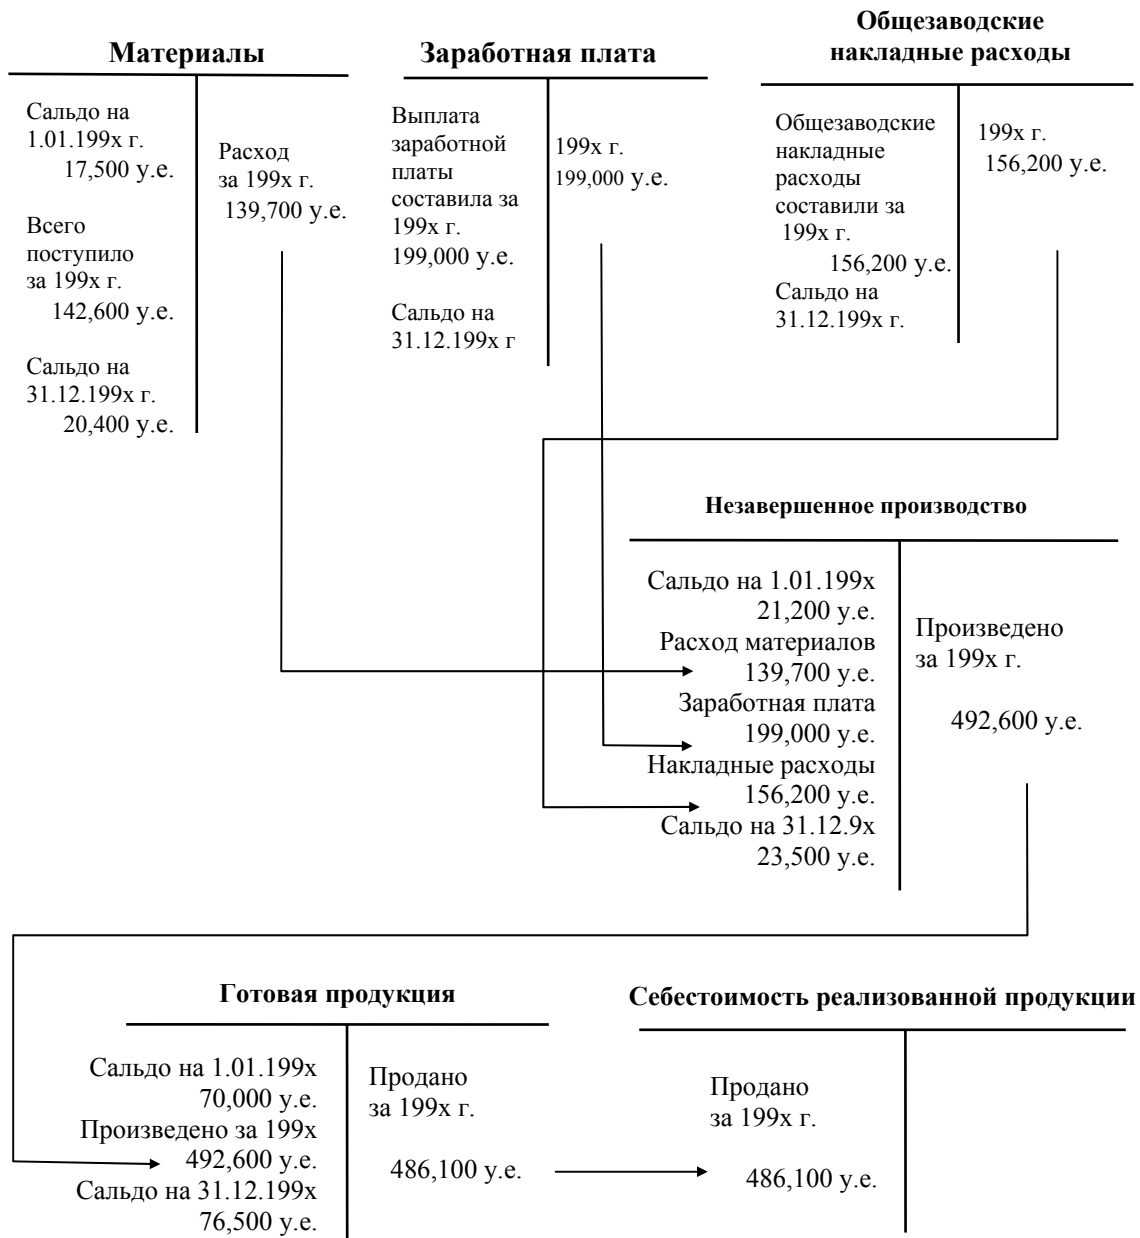 Материалы
Сальдо на
1.01.199х г.
17,500 у.е.
Всего
поступило
за 199х г.
142,600 у.е.
Сальдо на
31.12.199х г.
20,400 у.е.
Расход
за 199х г.
139,700 у.е.
Заработная плата
Выплата
заработной
платы
составила за
199х г.
199,000 у.е.
Сальдо на
31.12.199х г
199х г.
199,000 у.е.
Общезаводские
накладные расходы
Общезаводские
накладные
расходы
составили за
199х г.
156,200 у.е.
Сальдо на
31.12.199х г.
199х г.
156,200 у.е.
Незавершенное производство
Сальдо на 1.01.199х
21,200 у.е.
Расход материалов
139,700 у.е.
Заработная плата
199,000 у.е.
Накладные расходы
156,200 у.е.
Сальдо на 31.12.9х
23,500 у.е.
Произведено
за 199х г.
492,600 у.е.
Готовая продукция
Сальдо на 1.01.199х
70,000 у.е.
Произведено за 199х
492,600 у.е.
Сальдо на 31.12.199х
76,500 у.е.
Продано
за 199х г.
486,100 у.е.
Себестоимость реализованной продукции
Продано
за 199х г.
486,100 у.е.